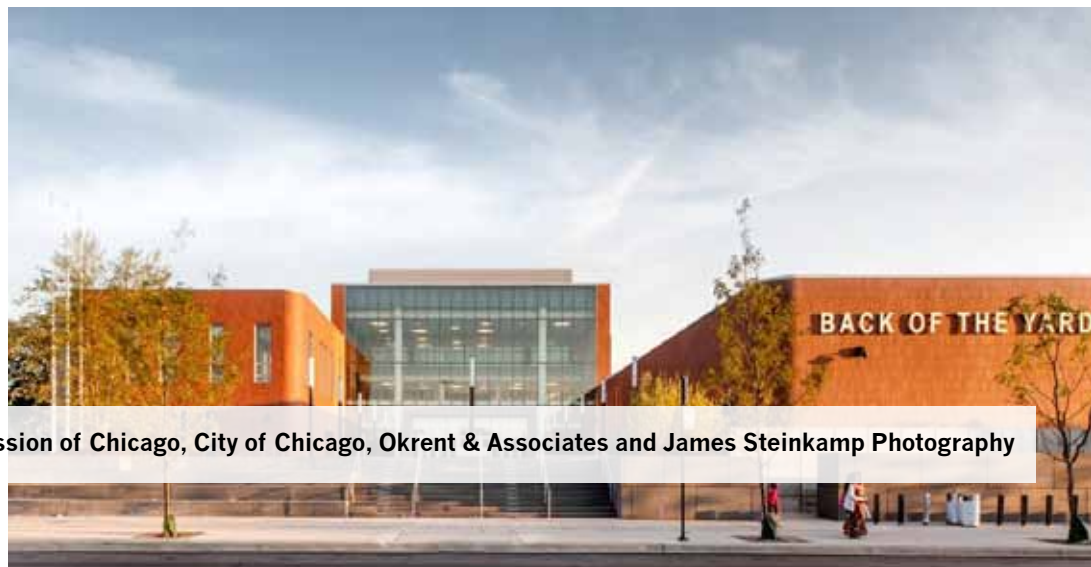 BACK OF THE YARD
ssion of Chicago, City of Chicago, Okrent & Associates and James Steinkamp Photography